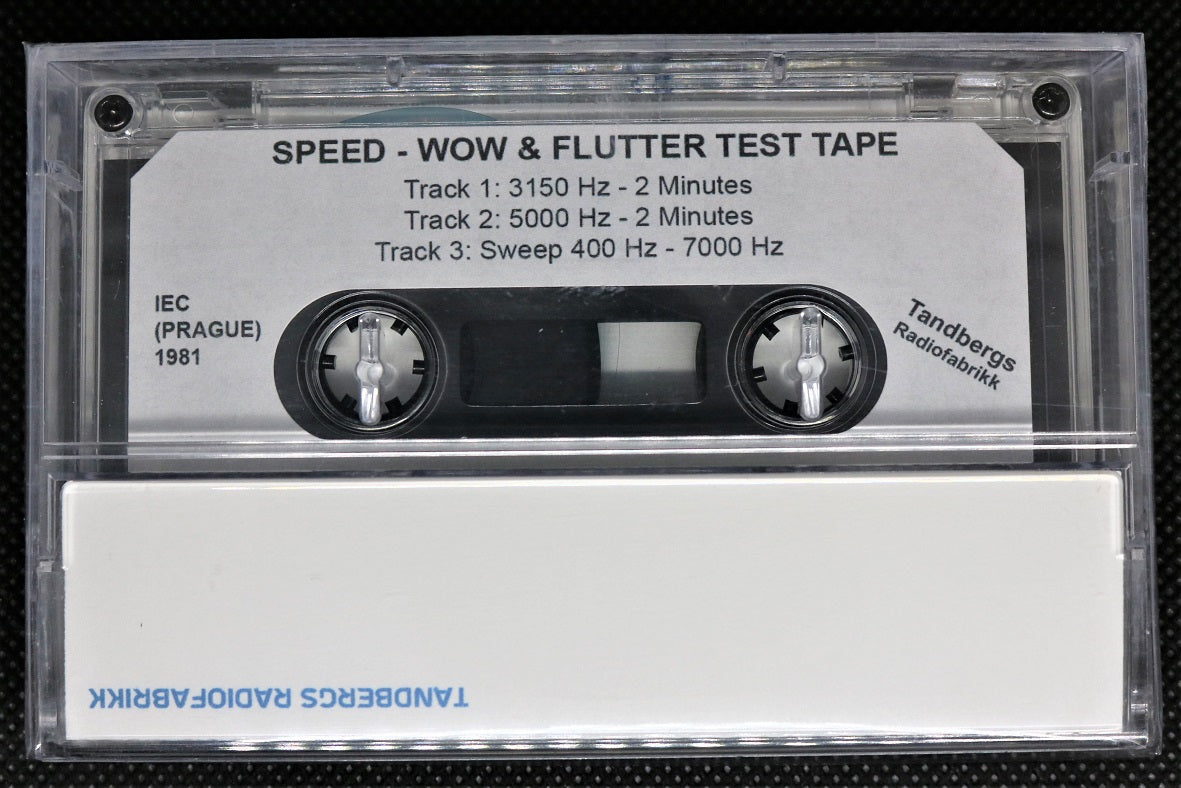 SPEED - WOW & FLUTTER TEST TAPE
Track 1: 3150 Hz - 2 Minutes
Track 2: 5000 Hz - 2 Minutes
Track 3: Sweep 400 Hz - 7000 Hz
IEC
(PRAGUE)
1981
Tandbergs
Radiofabrikk
TANDBERGS RADIOFABRIKK